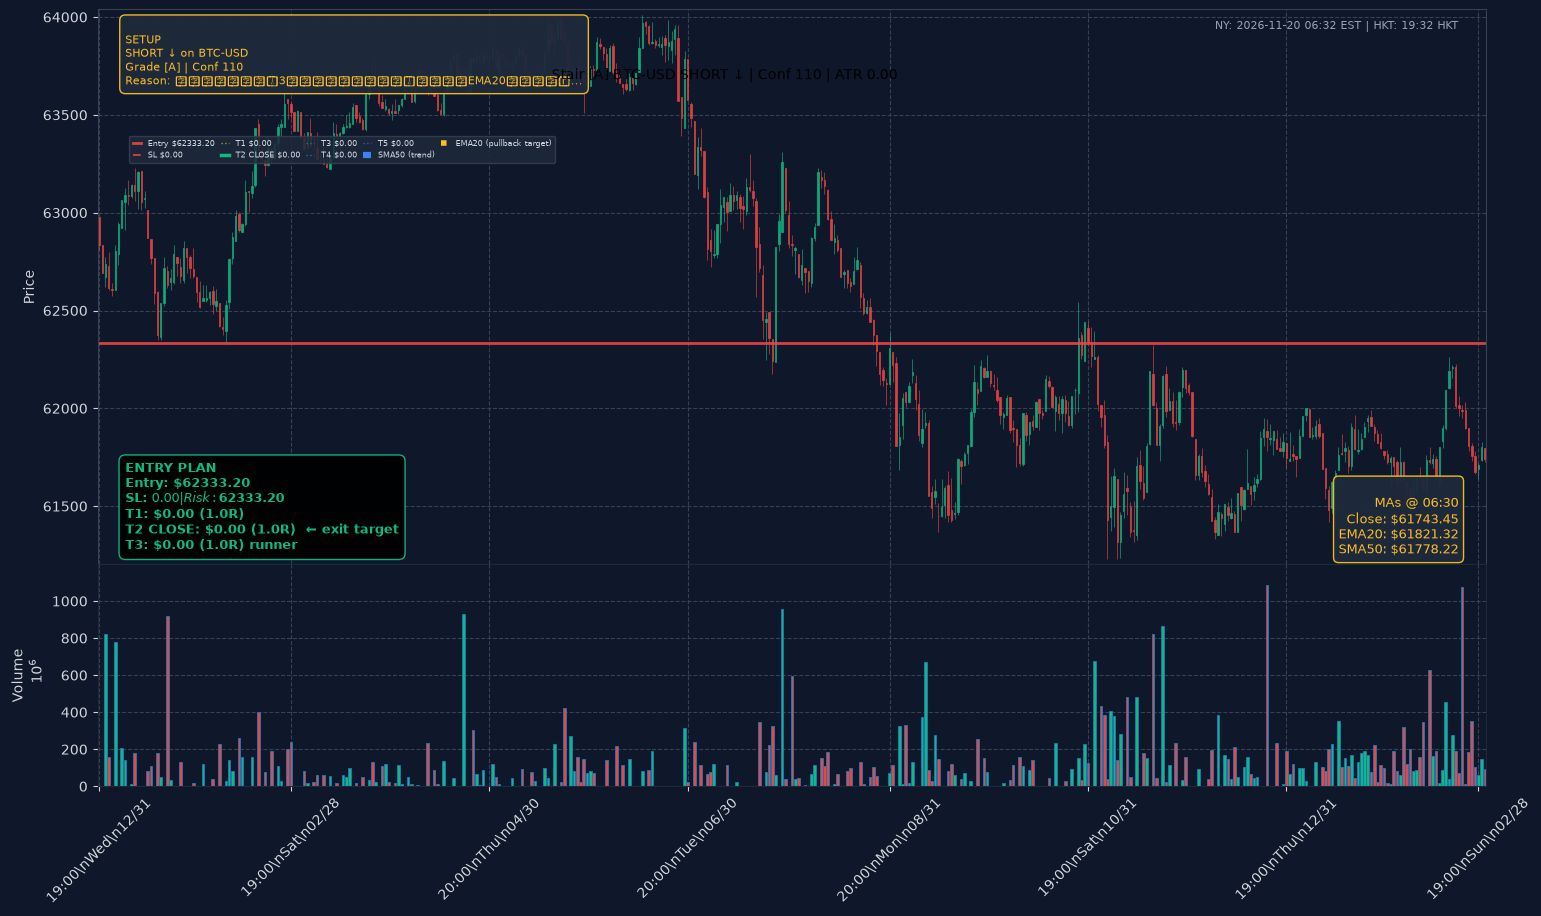 NY: 2026-11-20 06:32 EST | HKT: 19:32 HKT
SETUP
SHORT ↓ on BTC-USD
Grade [A] | Conf 110
Reason: 3 EMA20 ...
Stair [A] BTC-USD SHORT ↓ | Conf 110 | ATR 0.00
Entry $62333.20 T1 $0.00 T3 $0.00 T5 $0.00 EMA20 (pullback target)
SL $0.00 T2 CLOSE $0.00 T4 $0.00 SMA50 (trend)
Price
64000
63500
63000
62500
62000
61500
ENTRY PLAN
Entry: $62333.20
SL: 0.00|Risk:62333.20
T1: $0.00 (1.0R)
T2 CLOSE: $0.00 (1.0R) ← exit target
T3: $0.00 (1.0R) runner
MAs @ 06:30
Close: $61743.45
EMA20: $61821.32
SMA50: $61778.22
Volume
10⁶
1000
800
600
400
200
0
19:00\nWed\n12/31
19:00\nSat\n02/28
20:00\nThu\n04/30
20:00\nTue\n06/30
20:00\nMon\n08/31
19:00\nSat\n10/31
19:00\nThu\n12/31
19:00\nSun\n02/28